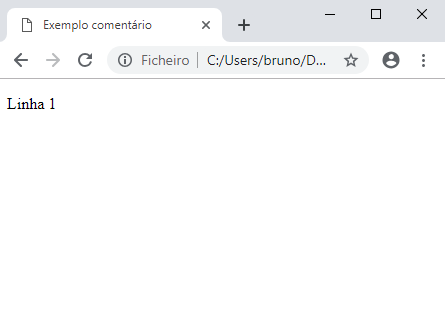 Exemplo comentário
Ficheiro C:/Users/bruno/D...
Linha 1